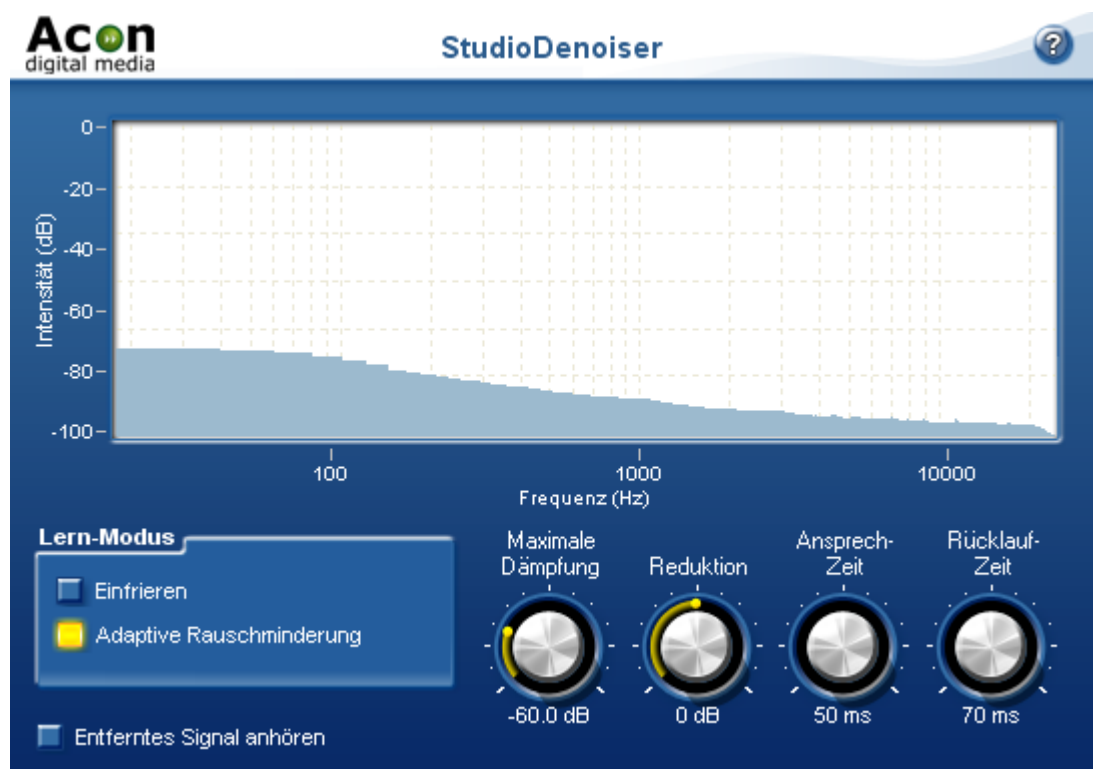 Acon
digital media
StudioDenoiser
?
0
-20
-40
-60
-80
-100
Intensität (dB)
100
1000
10000
Frequenz (Hz)
Lern-Modus
Einfrieren
Adaptive Rauschminderung
Entferntes Signal anhören
Maximale
Dämpfung
-60.0 dB
Reduktion
0 dB
Ansprech-
Zeit
50 ms
Rücklauf-
Zeit
70 ms